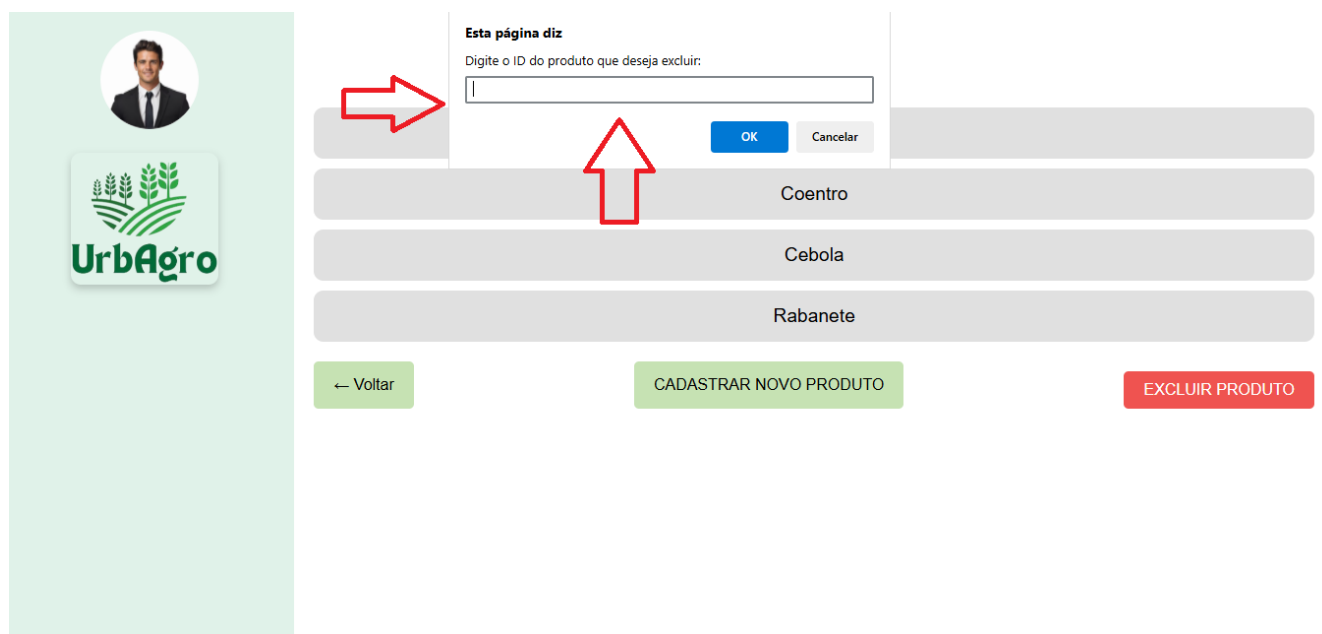 Esta página diz
Digite o ID do produto que deseja excluir:
OK
Cancelar
UrbAgro
Coentro
Cebola
Rabanete
← Voltar
CADASTRAR NOVO PRODUTO
EXCLUIR PRODUTO